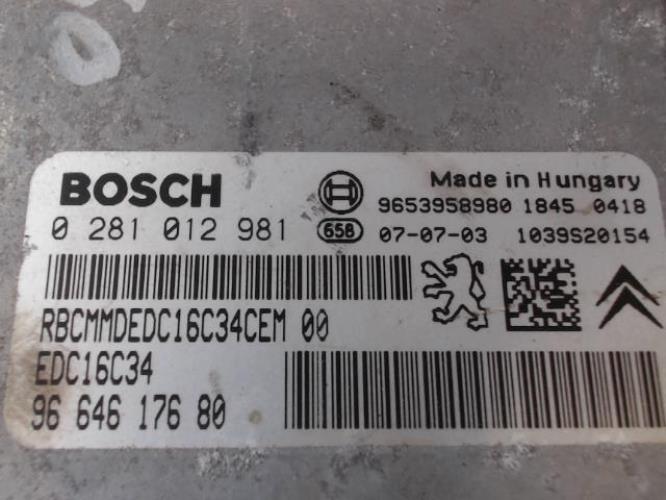 BOSCH
Made in Hungary
9653958980 1845 0418
0 281 012 981
658
07-07-03 1039S20154
RBCMMDEDC16C34CEM 00
EDC16C34
96 646 176 80